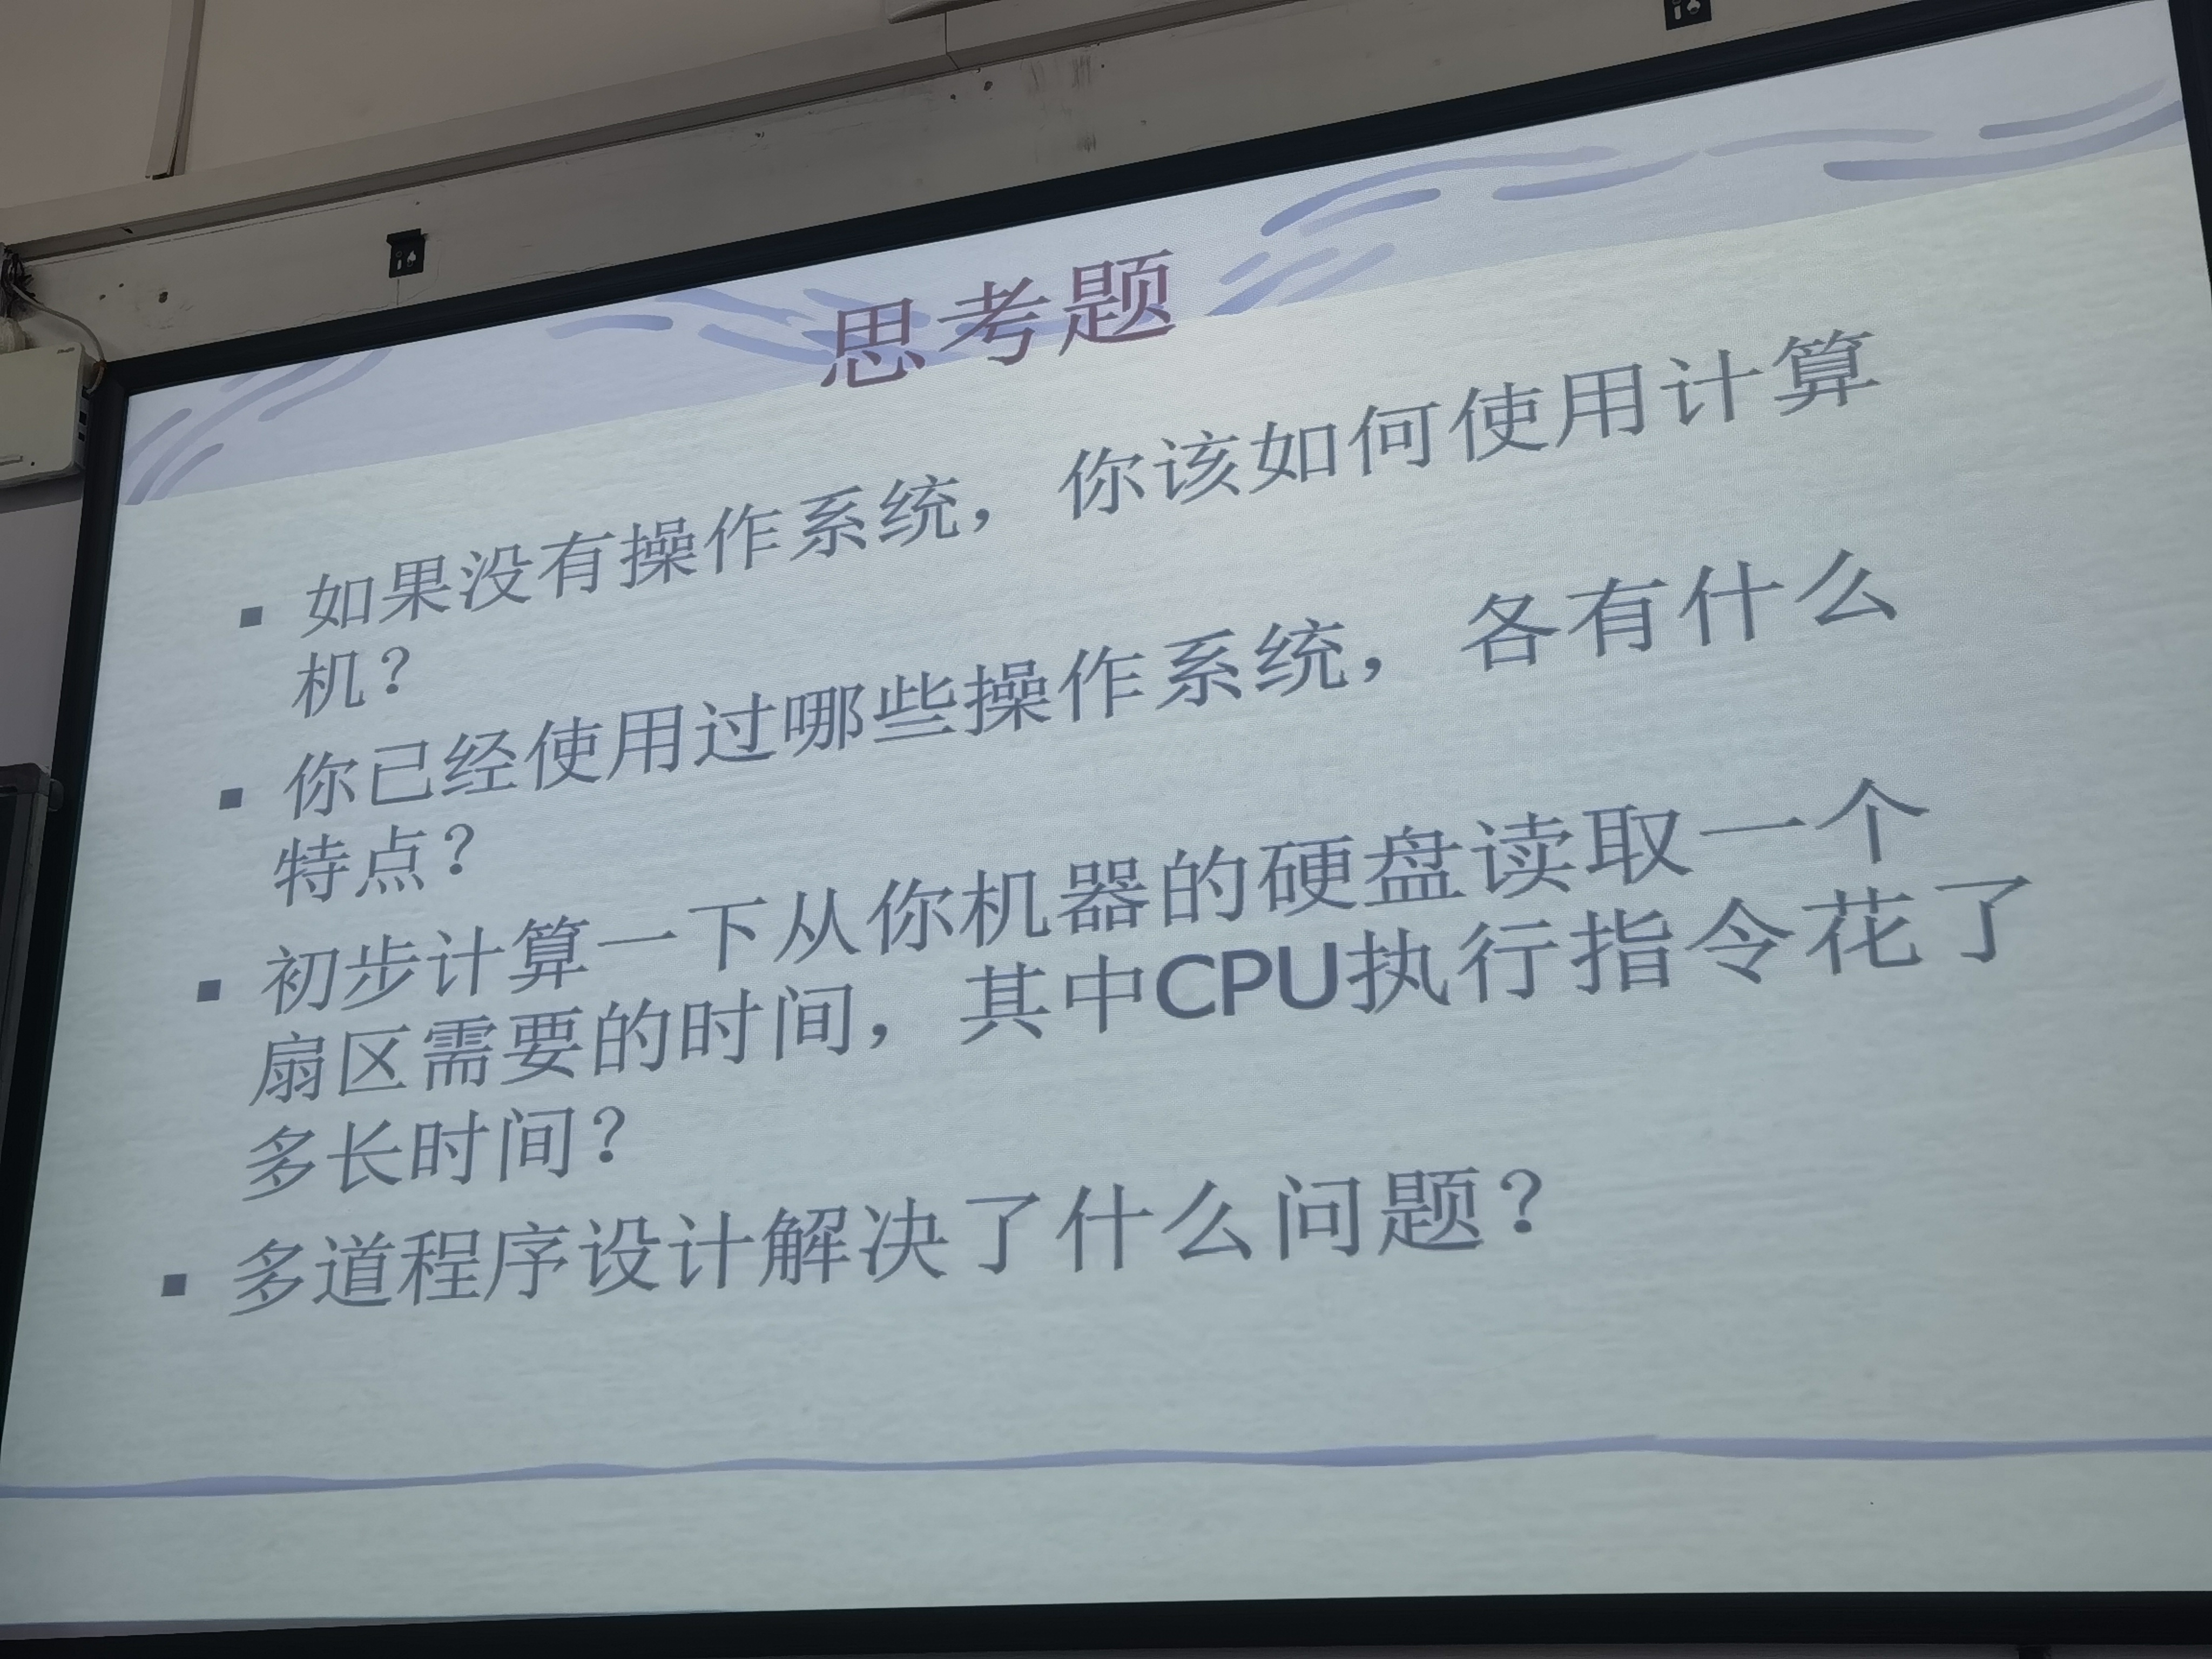 思考题
▪ 如果没有操作系统，你该如何使用计算
机？
▪ 你已经使用过哪些操作系统，各有什么
特点？
▪ 初步计算一下从你机器的硬盘读取一个
扇区需要的时间，其中CPU执行指令花了
多长时间？
▪ 多道程序设计解决了什么问题？